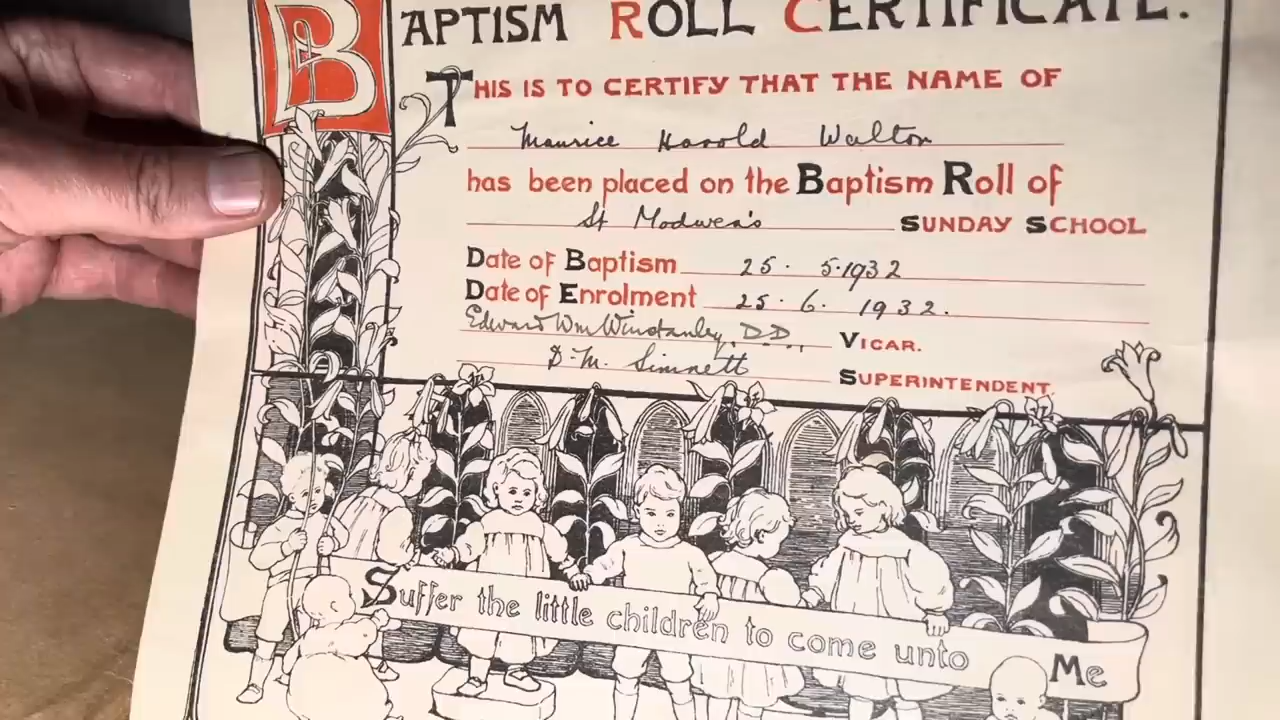 BAPTISM ROLL CERTIFICATE.
THIS IS TO CERTIFY THAT THE NAME OF
Maurice Harold Walton
has been placed on the Baptism Roll of
St Modwen's SUNDAY SCHOOL
Date of Baptism 25. 5.1932
Date of Enrolment 25.6.1932.
Edward Wm Winstanley, D.D., VICAR.
D. M. Simnett SUPERINTENDENT.
Suffer the little children to come unto Me